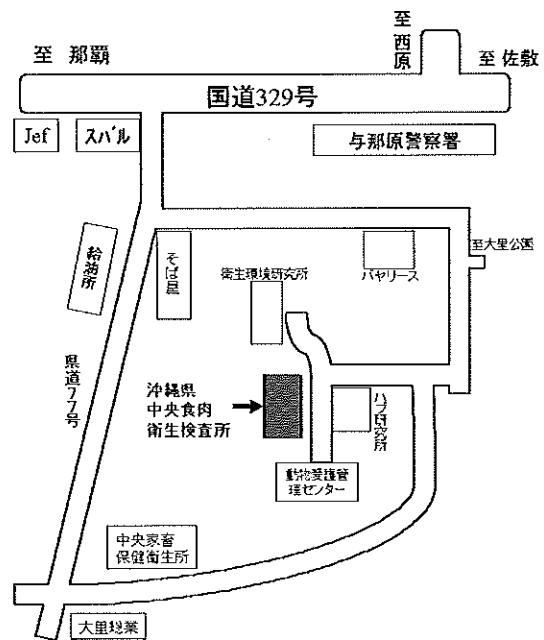 至 西原
至 那覇
至 佐敷
国道329号
Jef
スバル
与那原警察署
給油所
そば屋
衛生環境研究所
バヤリース
至大里公園
県道77号
沖縄県
中央食肉
衛生検査所
ハブ研究所
動物愛護管
理センター
中央家畜
保健衛生所
大里総業